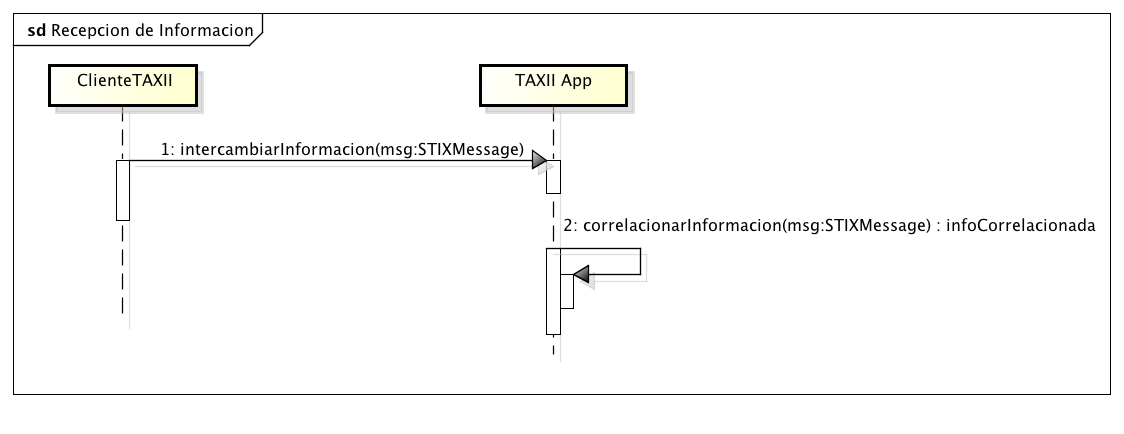 sd Recepcion de Informacion
ClienteTAXII
TAXII App
1: intercambiarInformacion(msg:STIXMessage)
2: correlacionarInformacion(msg:STIXMessage) : infoCorrelacionada